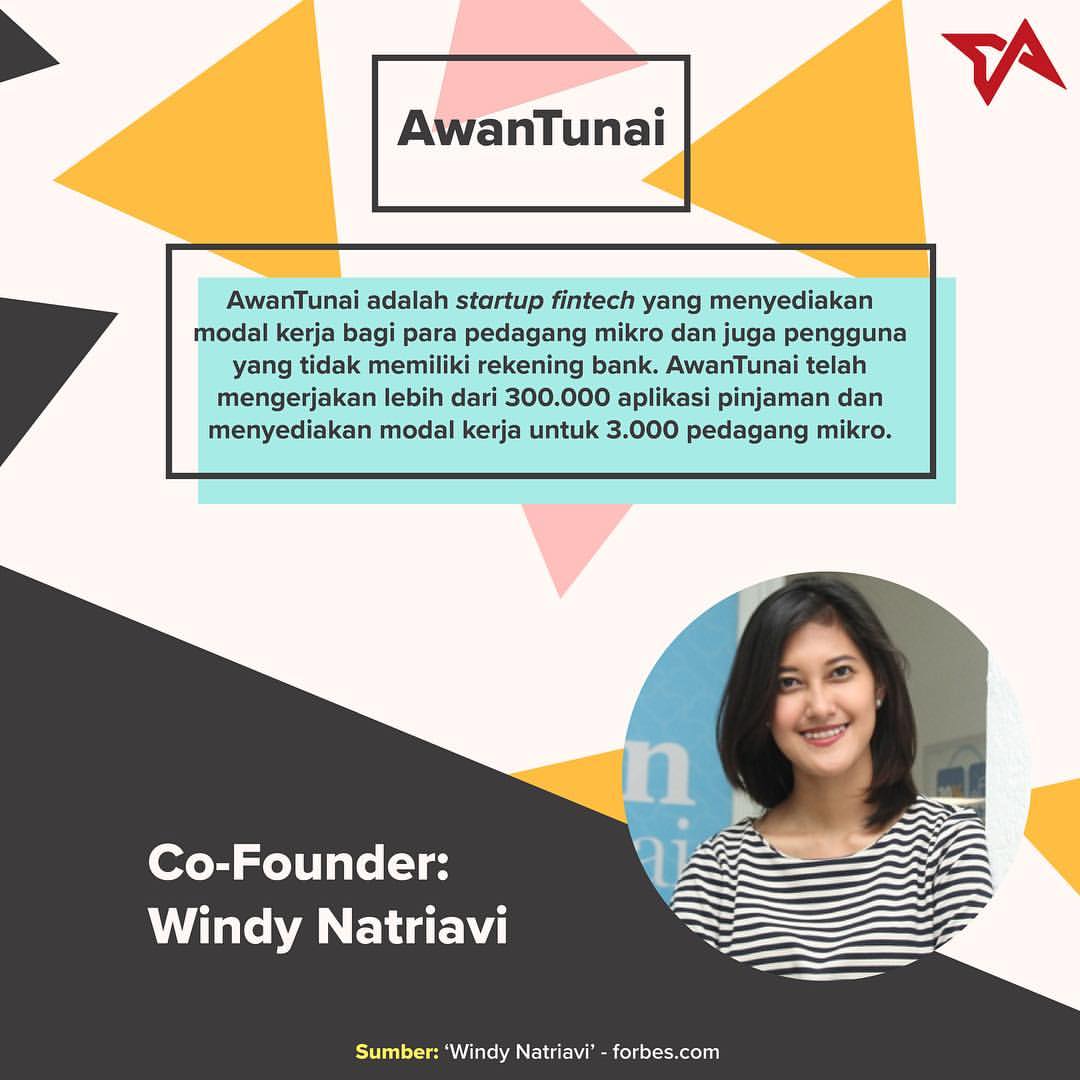 AwanTunai
AwanTunai adalah startup fintech yang menyediakan
modal kerja bagi para pedagang mikro dan juga pengguna
yang tidak memiliki rekening bank. AwanTunai telah
mengerjakan lebih dari 300.000 aplikasi pinjaman dan
menyediakan modal kerja untuk 3.000 pedagang mikro.
n
ai
Co-Founder:
Windy Natriavi
Sumber: ‘Windy Natriavi’ - forbes.com